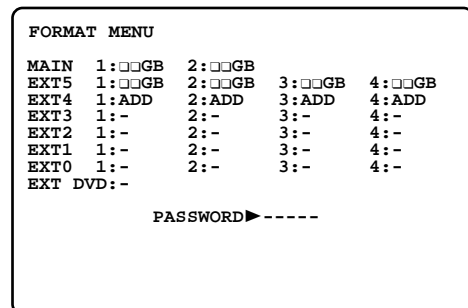 FORMAT MENU
MAIN 1:□□GB 2:□□GB
EXT5 1:□□GB 2:□□GB 3:□□GB 4:□□GB
EXT4 1:ADD 2:ADD 3:ADD 4:ADD
EXT3 1:- 2:- 3:- 4:-
EXT2 1:- 2:- 3:- 4:-
EXT1 1:- 2:- 3:- 4:-
EXT0 1:- 2:- 3:- 4:-
EXT DVD:-
PASSWORD►-----